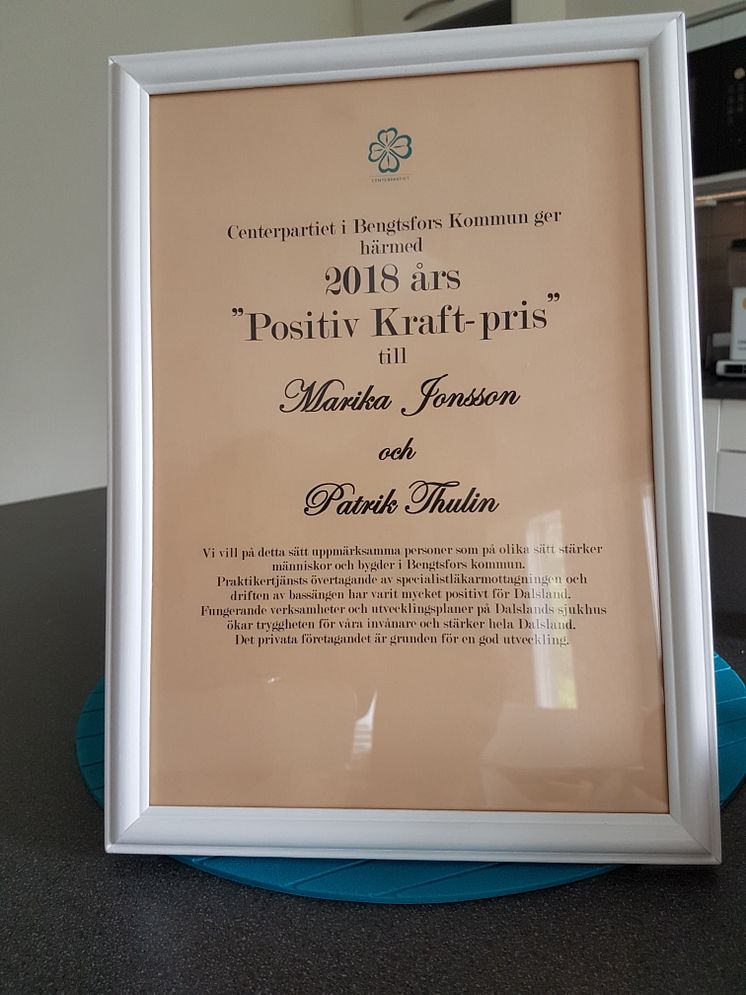 CENTERPARTIET
Centerpartiet i Bengtsfors Kommun ger
härmed
2018 års
"Positiv Kraft-pris"
till
Marika Jonsson
och
Patrik Thulin
Vi vill på detta sätt uppmärksamma personer som på olika sätt stärker
människor och bygder i Bengtsfors kommun.
Praktikertjänsts övertagande av specialistläkarmottagningen och
driften av bassängen har varit mycket positivt för Dalsland.
Fungerande verksamheter och utvecklingsplaner på Dalslands sjukhus
ökar tryggheten för våra invånare och stärker hela Dalsland.
Det privata företagandet är grunden för en god utveckling.